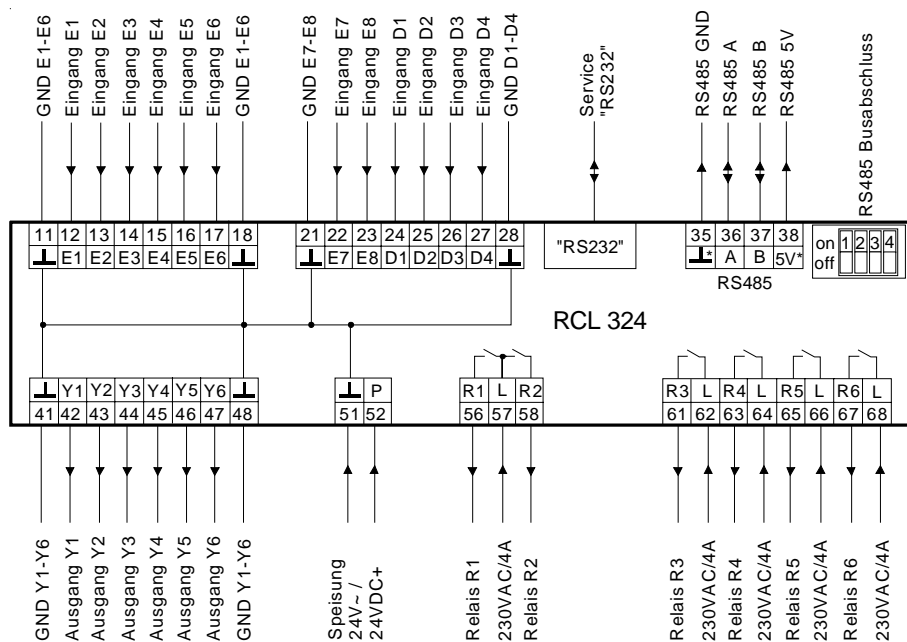 GND E1-E6
Eingang E1
Eingang E2
Eingang E3
Eingang E4
Eingang E5
Eingang E6
GND E1-E6
GND E7-E8
Eingang E7
Eingang E8
Eingang D1
Eingang D2
Eingang D3
Eingang D4
GND D1-D4
Service
"RS232"
RS485 GND
RS485 A
RS485 B
RS485 5V
RS485 Busabschluss
11 12 13 14 15 16 17 18
E1 E2 E3 E4 E5 E6
21 22 23 24 25 26 27 28
E7 E8 D1 D2 D3 D4
"RS232"
35 36 37 38
* A B 5V*
RS485
on 1 2 3 4
off
RCL 324
Y1 Y2 Y3 Y4 Y5 Y6
41 42 43 44 45 46 47 48
P
51 52
R1 L R2
56 57 58
R3 L R4 L R5 L R6 L
61 62 63 64 65 66 67 68
GND Y1-Y6
Ausgang Y1
Ausgang Y2
Ausgang Y3
Ausgang Y4
Ausgang Y5
Ausgang Y6
GND Y1-Y6
Speisung
24V~ /
24VDC+
Relais R1
230VAC/4A
Relais R2
Relais R3
230VAC/4A
Relais R4
230VAC/4A
Relais R5
230VAC/4A
Relais R6
230VAC/4A